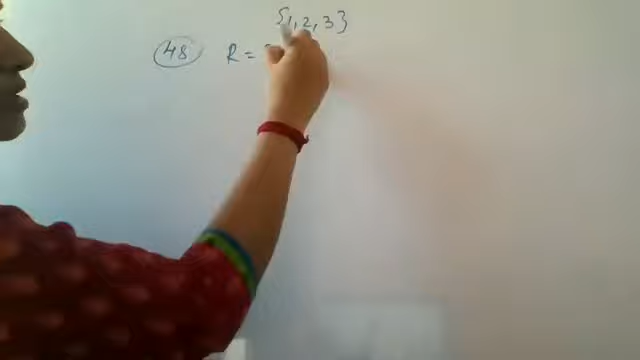 {1, 2, 3}
48 R =